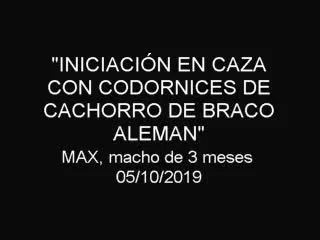 "INICIACIÓN EN CAZA
CON CODORNICES DE
CACHORRO DE BRACO
ALEMAN"
MAX, macho de 3 meses
05/10/2019